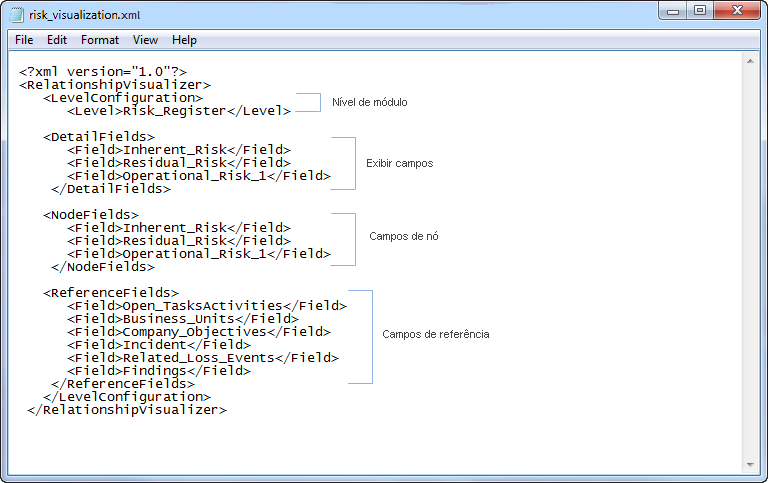 risk_visualization.xml
File Edit Format View Help
<?xml version="1.0"?>
<RelationshipVisualizer>
<LevelConfiguration>
<Level>Risk_Register</Level> Nível de módulo
<DetailFields>
<Field>Inherent_Risk</Field>
<Field>Residual_Risk</Field> Exibir campos
<Field>Operational_Risk_1</Field>
</DetailFields>
<NodeFields>
<Field>Inherent_Risk</Field>
<Field>Residual_Risk</Field> Campos de nó
<Field>Operational_Risk_1</Field>
</NodeFields>
<ReferenceFields>
<Field>Open_TasksActivities</Field>
<Field>Business_Units</Field>
<Field>Company_Objectives</Field> Campos de referência
<Field>Incident</Field>
<Field>Related_Loss_Events</Field>
<Field>Findings</Field>
</ReferenceFields>
</LevelConfiguration>
</RelationshipVisualizer>